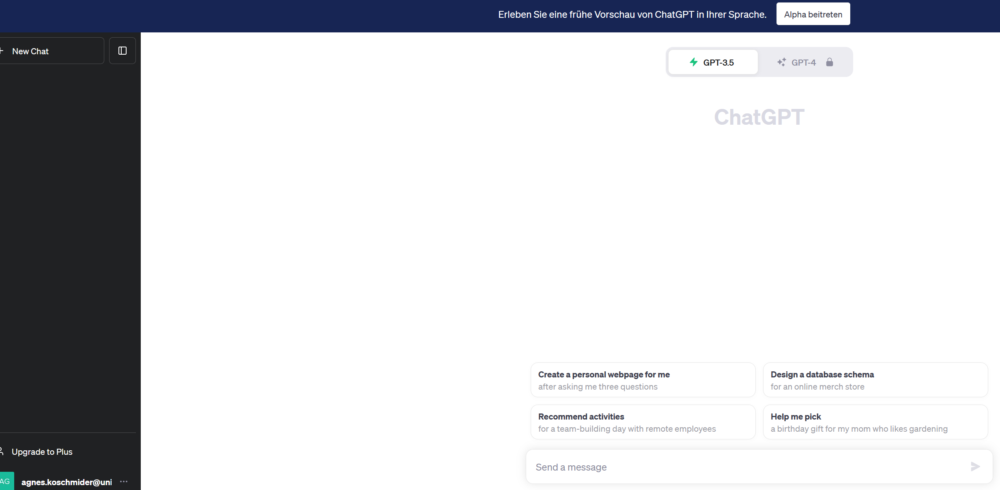 Erleben Sie eine frühe Vorschau von ChatGPT in Ihrer Sprache. Alpha beitreten
New Chat
GPT-3.5 GPT-4
ChatGPT
Create a personal webpage for me
after asking me three questions
Design a database schema
for an online merch store
Recommend activities
for a team-building day with remote employees
Help me pick
a birthday gift for my mom who likes gardening
Send a message
Upgrade to Plus
AG agnes.koschmider@uni